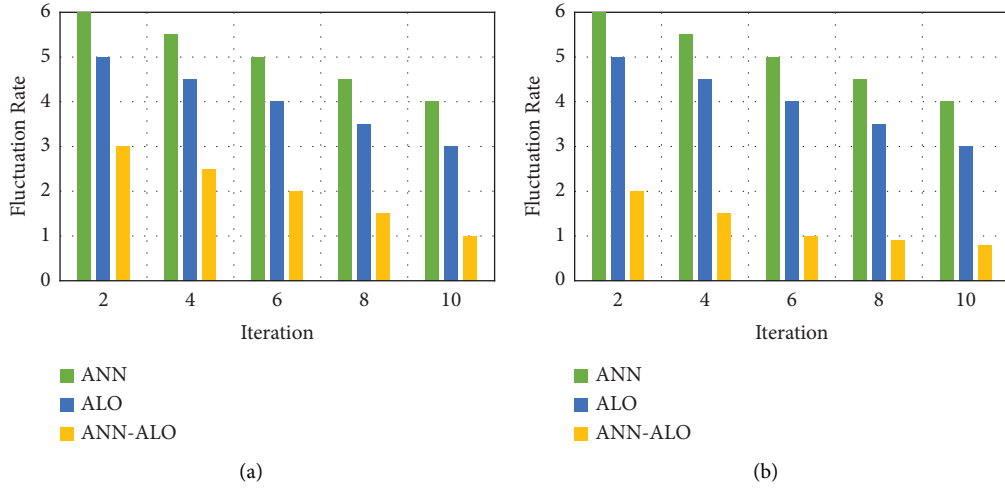 6
5
4
3
2
1
0
Fluctuation Rate
2 4 6 8 10
Iteration
ANN
ALO
ANN-ALO
(a)
6
5
4
3
2
1
0
Fluctuation Rate
2 4 6 8 10
Iteration
ANN
ALO
ANN-ALO
(b)